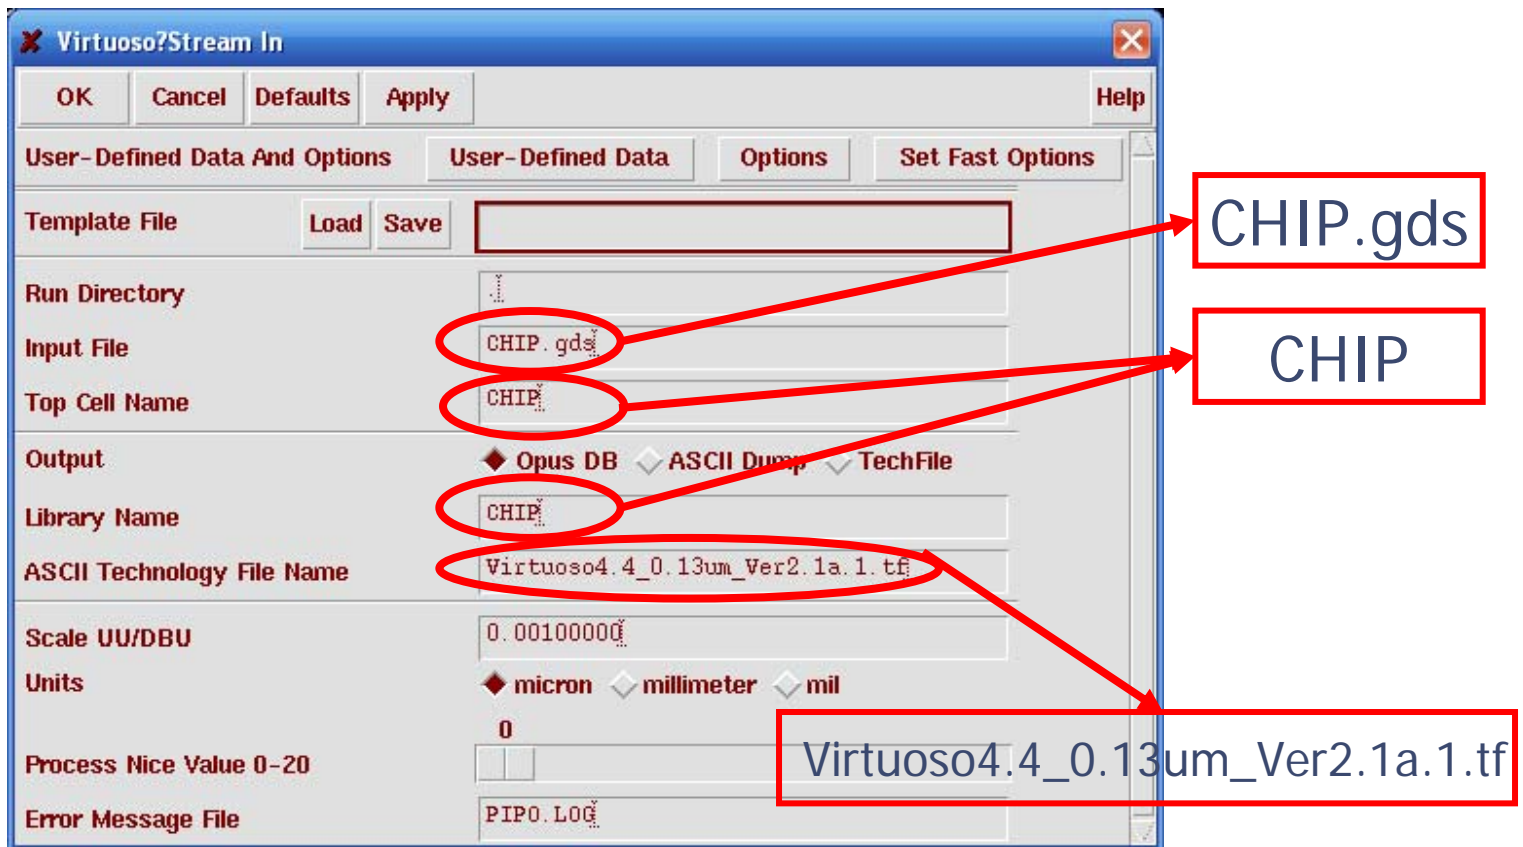 Virtuoso?Stream In
OK Cancel Defaults Apply Help
User-Defined Data And Options User-Defined Data Options Set Fast Options
Template File Load Save
CHIP.gds
Run Directory .
Input File CHIP.gds
CHIP
Top Cell Name CHIP
Output Opus DB ASCII Dump TechFile
Library Name CHIP
ASCII Technology File Name Virtuoso4.4_0.13um_Ver2.1a.1.tf
Scale UU/DBU 0.00100000
Units micron millimeter mil
0
Process Nice Value 0-20
Virtuoso4.4_0.13um_Ver2.1a.1.tf
Error Message File PIPO.LOG